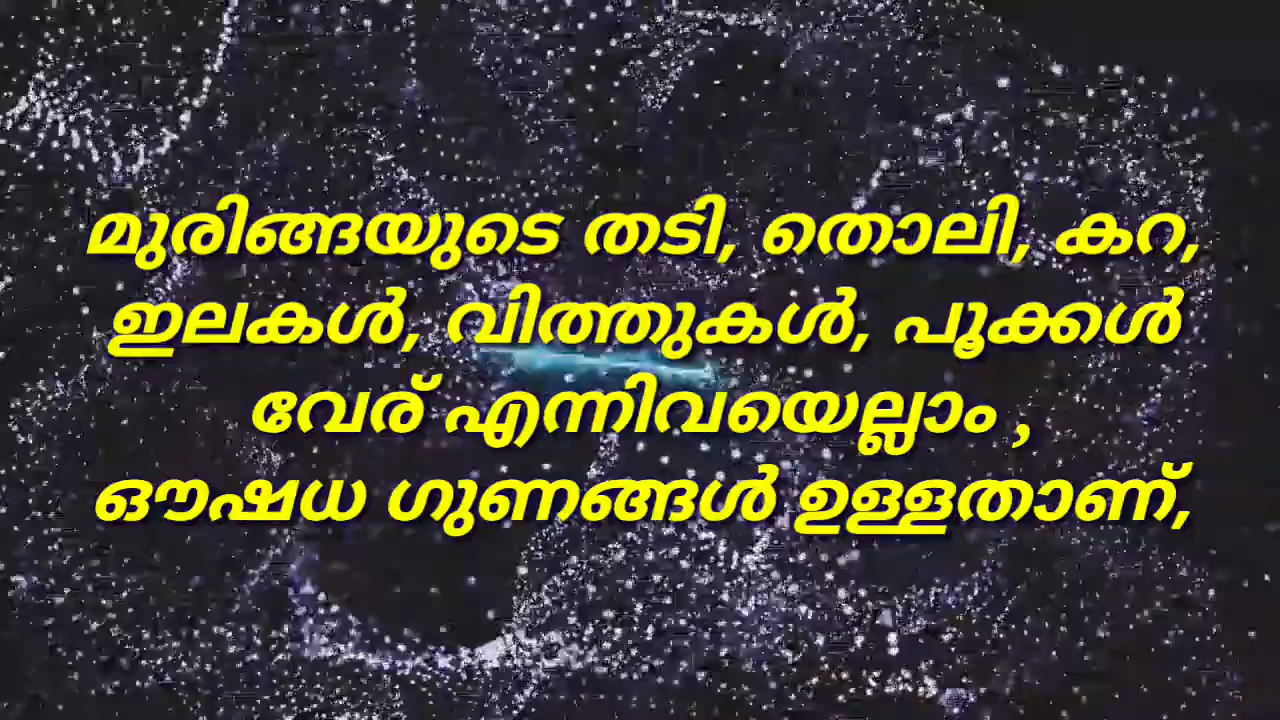 മുരിങ്ങയുടെ തടി, തൊലി, കറ,
ഇലകൾ, വിത്തുകൾ, പൂക്കൾ
വേര് എന്നിവയെല്ലാം ,
ഔഷധ ഗുണങ്ങൾ ഉള്ളതാണ്,